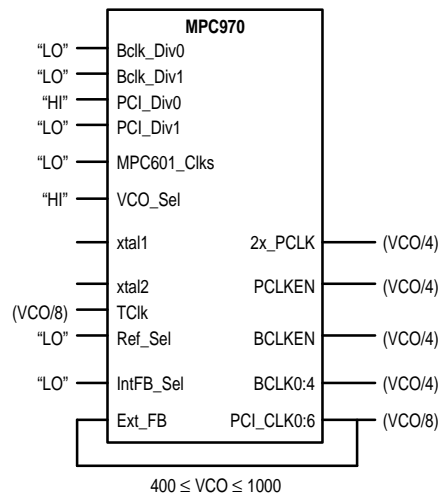 MPC970
“LO” Bclk_Div0
“LO” Bclk_Div1
“HI” PCI_Div0
“LO” PCI_Div1
“LO” MPC601_Clks
“HI” VCO_Sel
xtal1 2x_PCLK (VCO/4)
xtal2 PCLKEN (VCO/4)
(VCO/8) TClk
“LO” Ref_Sel BCLKEN (VCO/4)
“LO” IntFB_Sel BCLK0:4 (VCO/4)
Ext_FB PCI_CLK0:6 (VCO/8)
400 ≤ VCO ≤ 1000